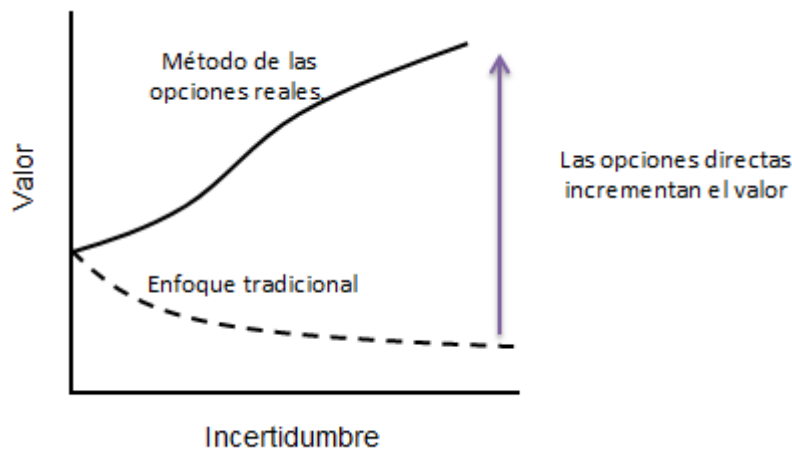 Método de las
opciones reales
Valor
Las opciones directas
incrementan el valor
Enfoque tradicional
Incertidumbre